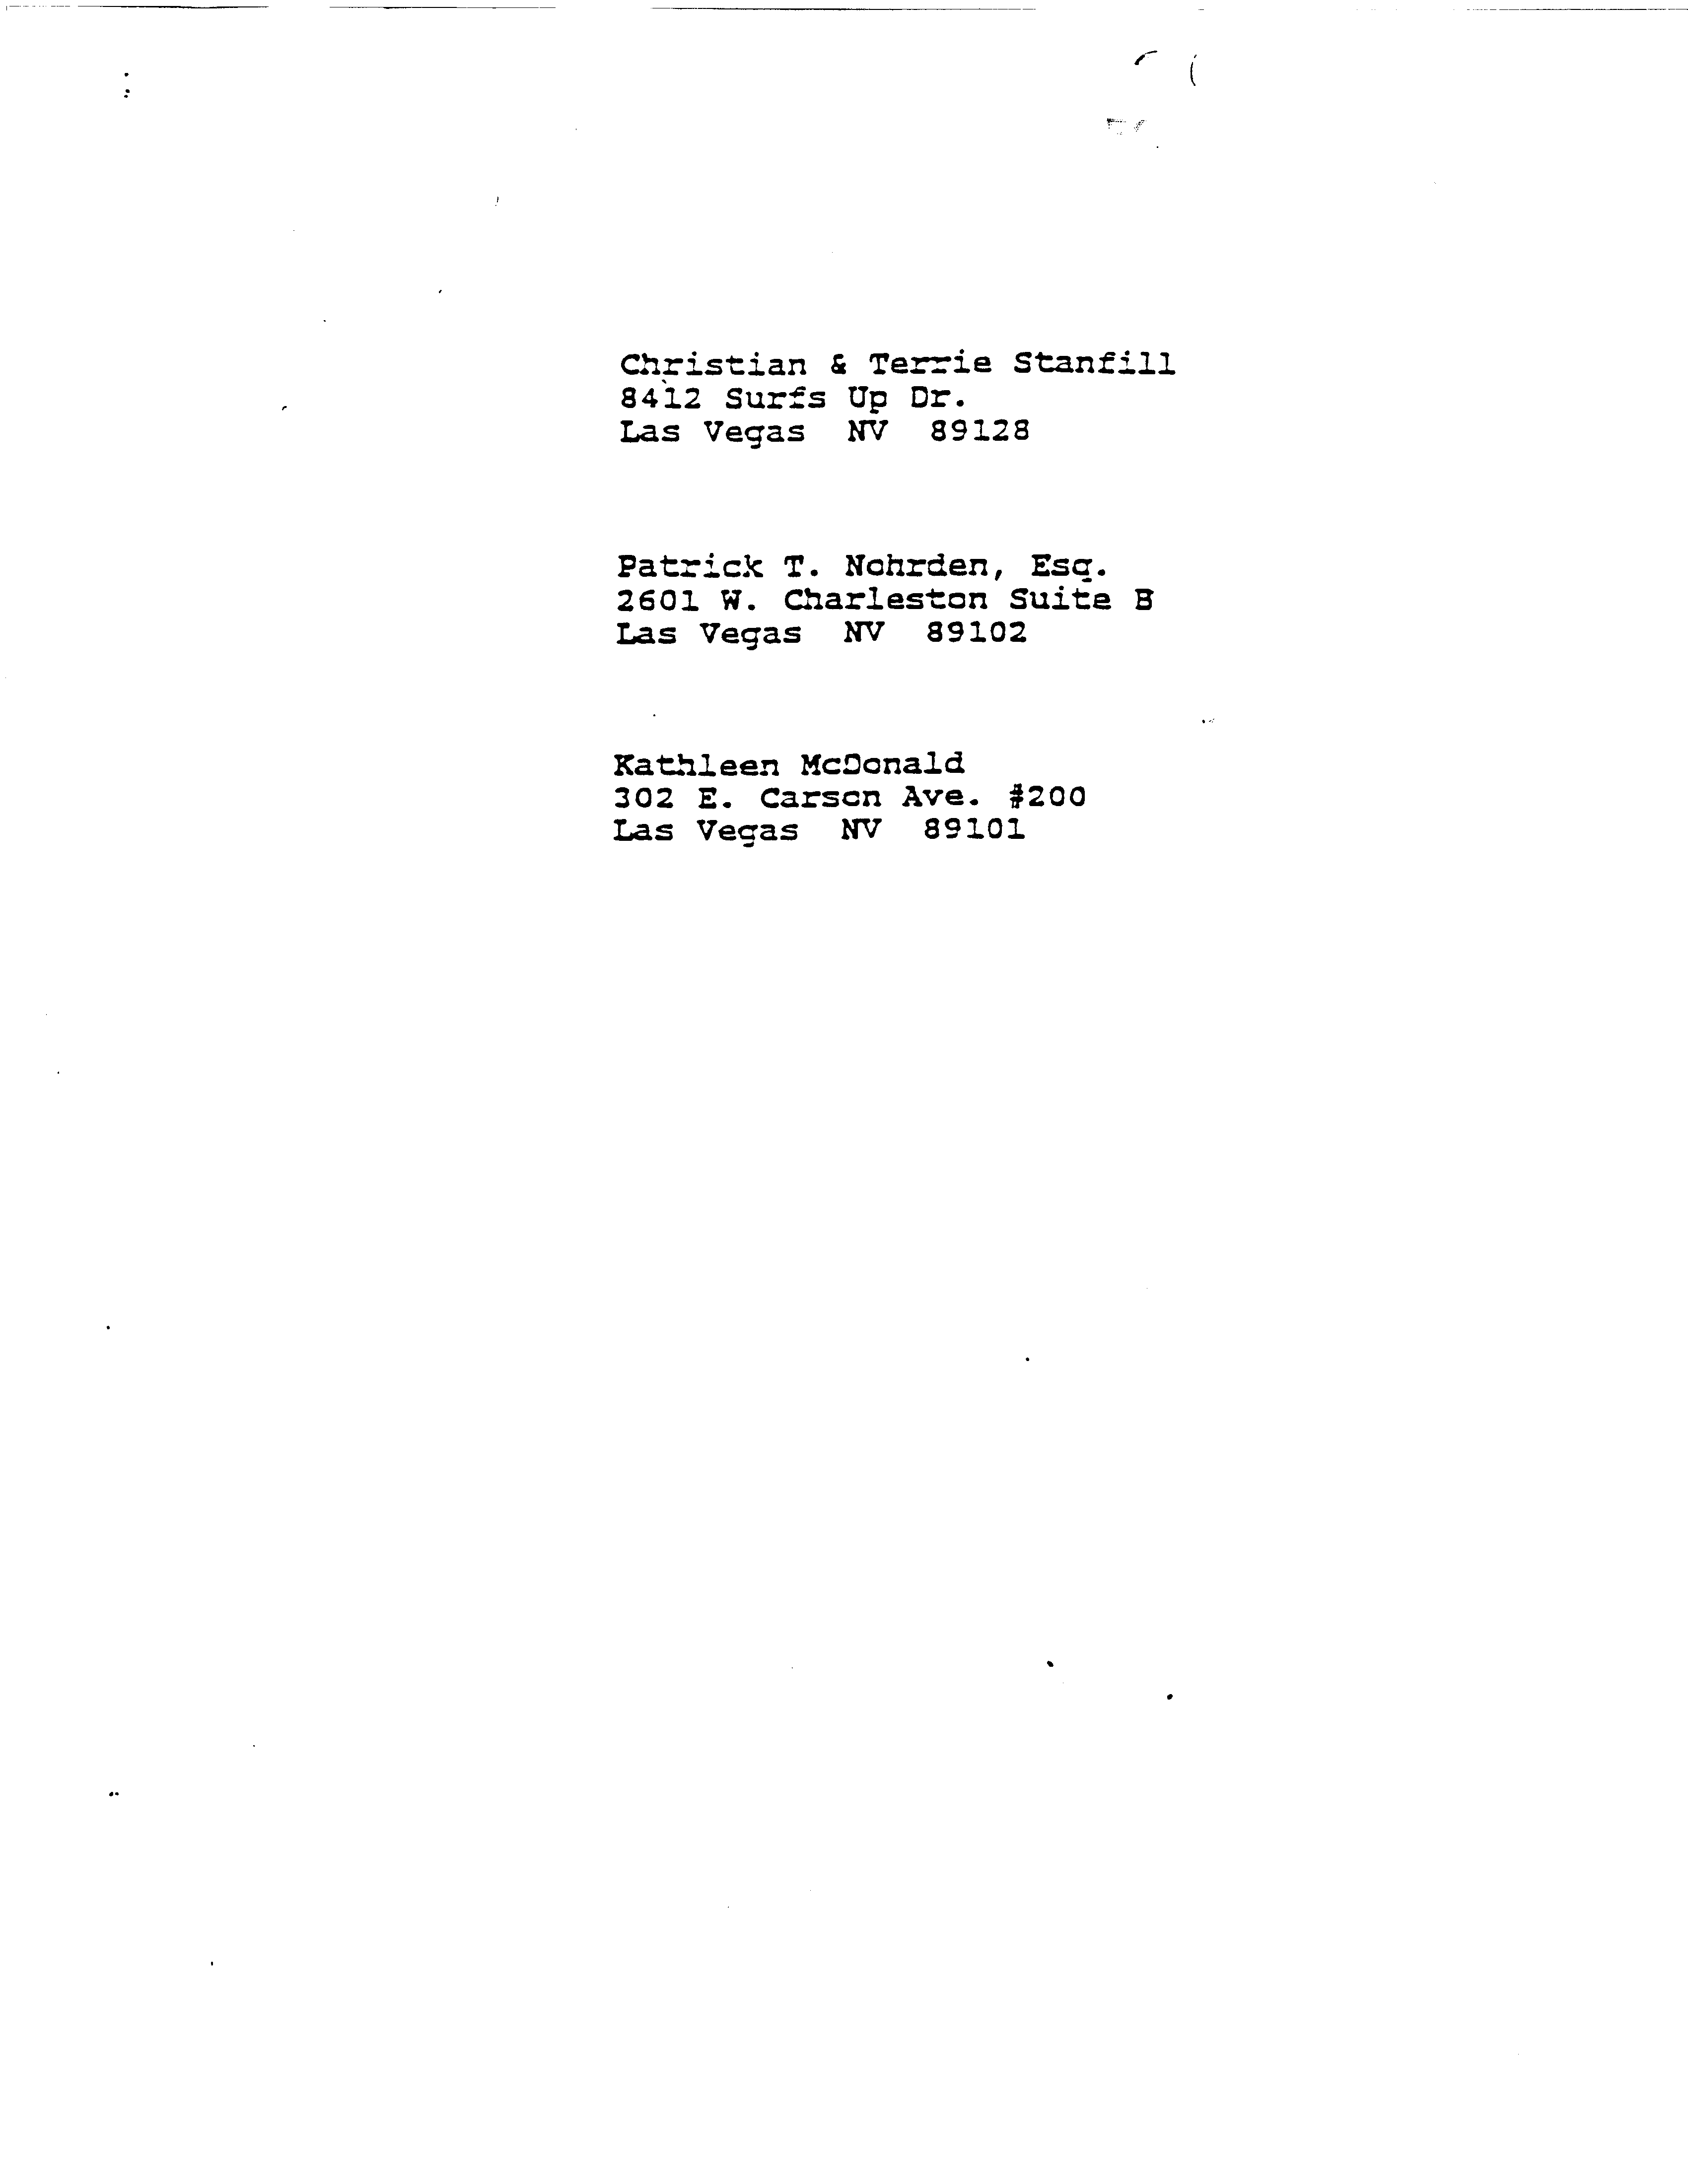 Christian & Terrie Stanfill
8412 Surfs Up Dr.
Las Vegas  NV  89128
Patrick T. Nohrden, Esq.
2601 W. Charleston Suite B
Las Vegas  NV  89102
Kathleen McDonald
302 E. Carson Ave. #200
Las Vegas  NV  89101